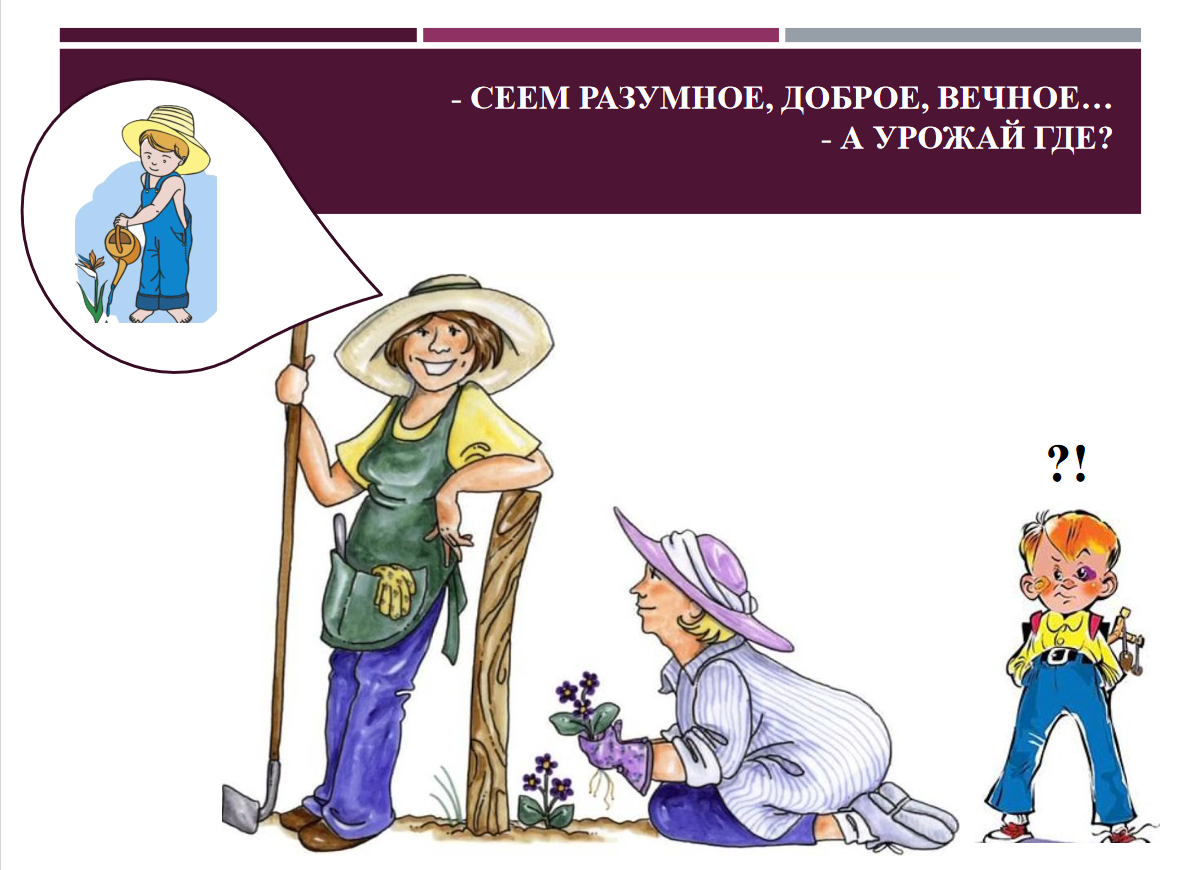 - СЕЕМ РАЗУМНОЕ, ДОБРОЕ, ВЕЧНОЕ...
- А УРОЖАЙ ГДЕ?
?!